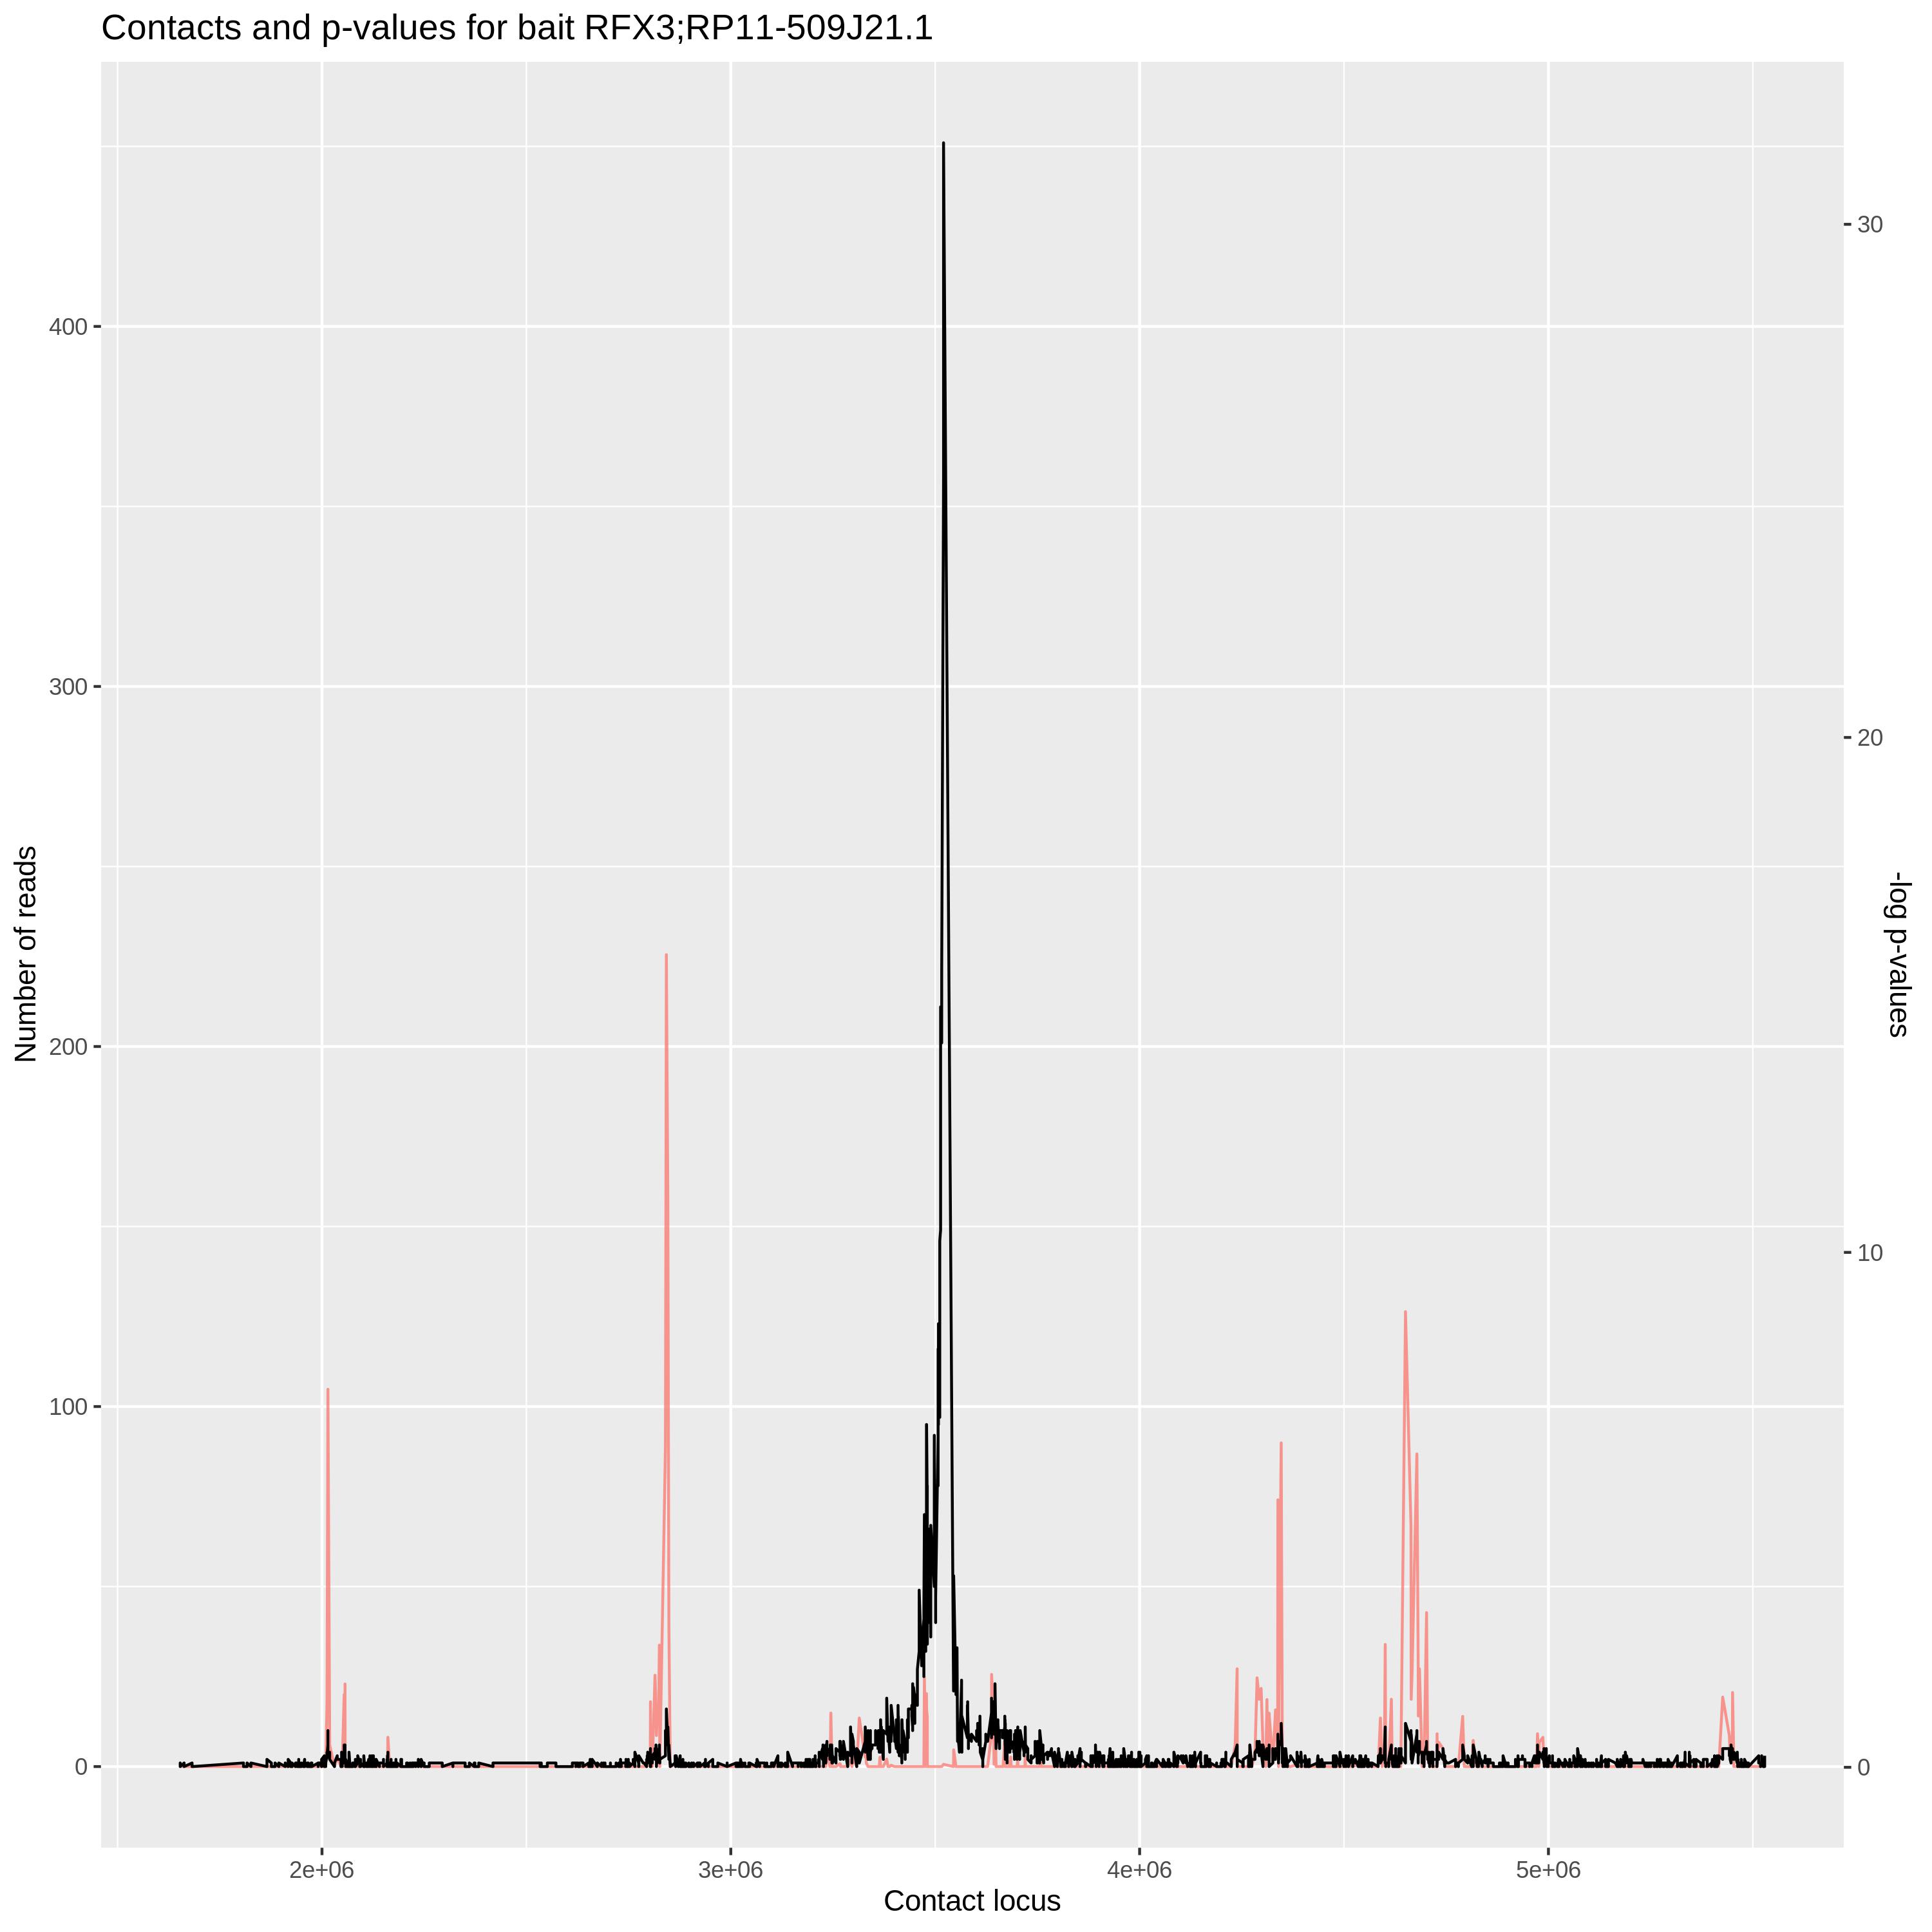 Contacts and p-values for bait RFX3;RP11-509J21.1
Number of reads
400
300
200
100
0
30
20
10
0
-log p-values
2e+06
3e+06
4e+06
5e+06
Contact locus